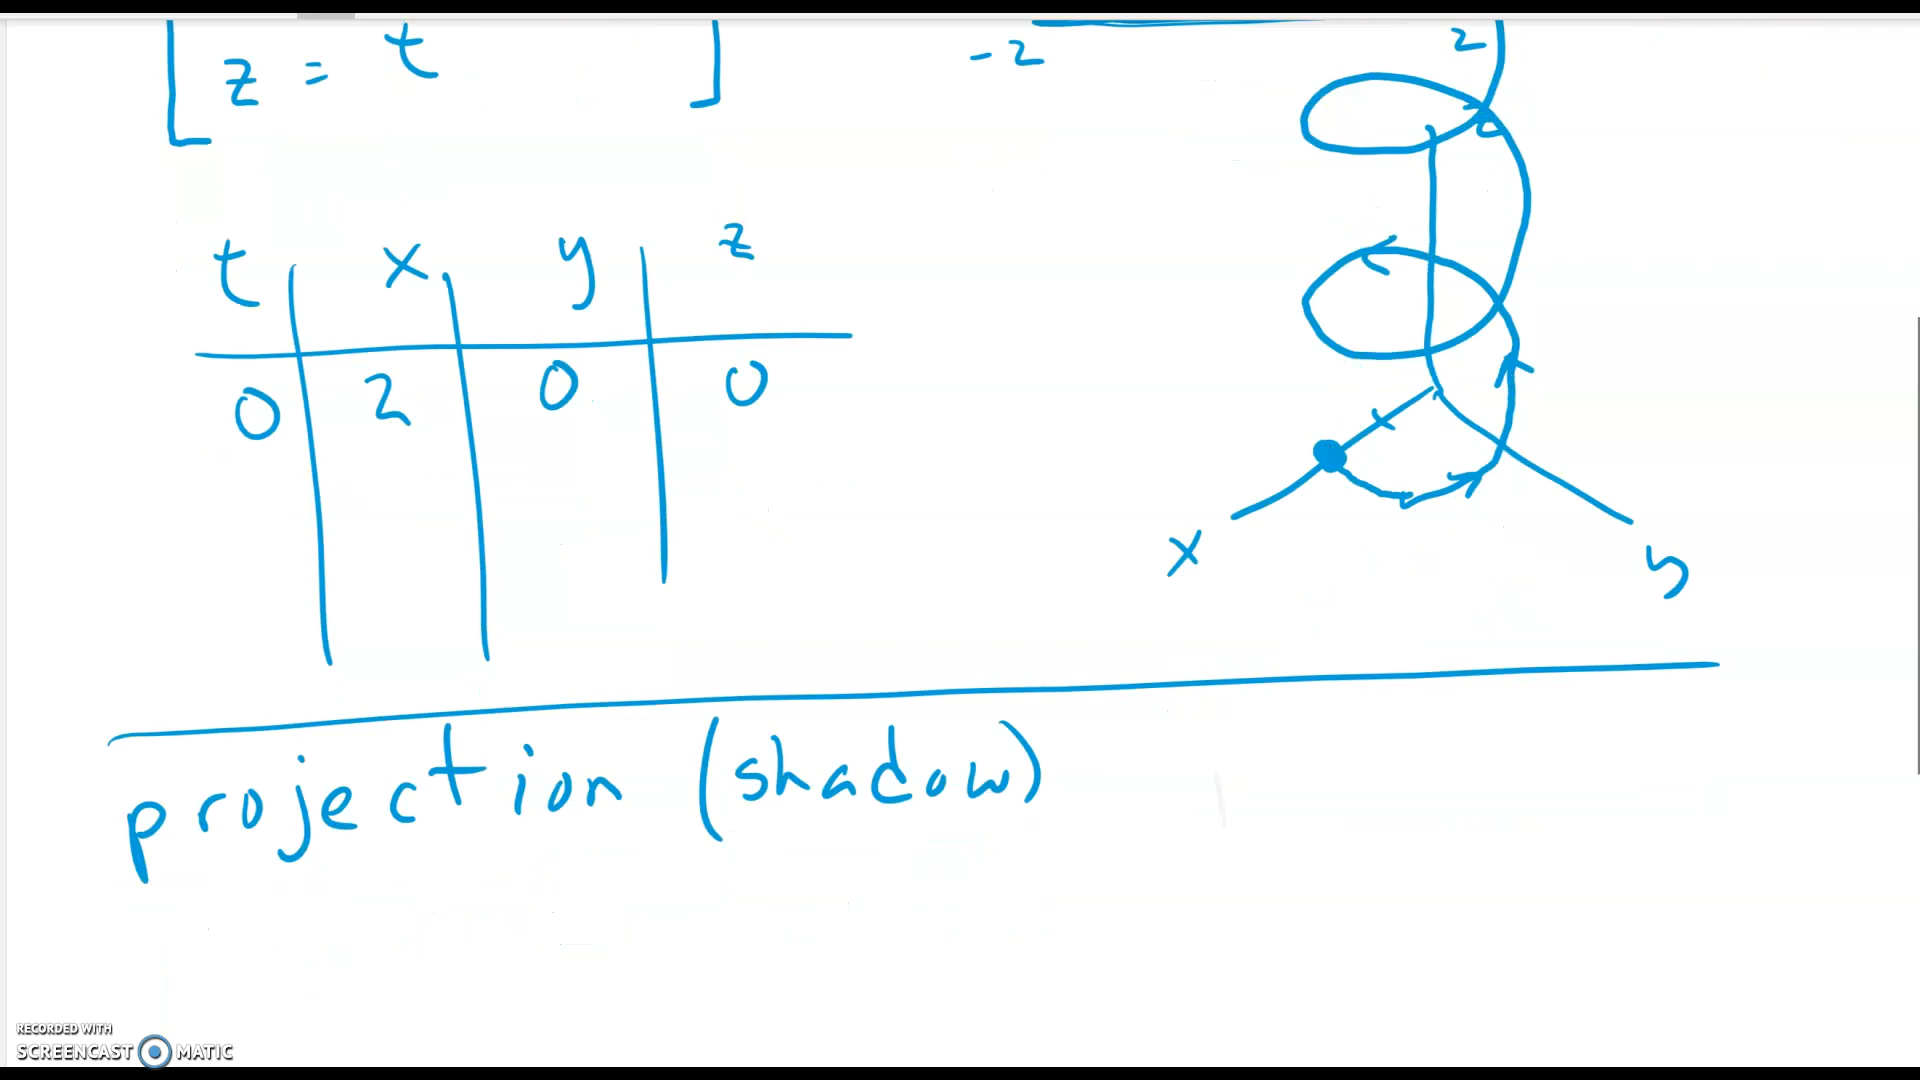 z = t
-2
2
t x y z
0 2 0 0
x
y
projection (shadow)
RECORDED WITH
SCREENCAST MATIC